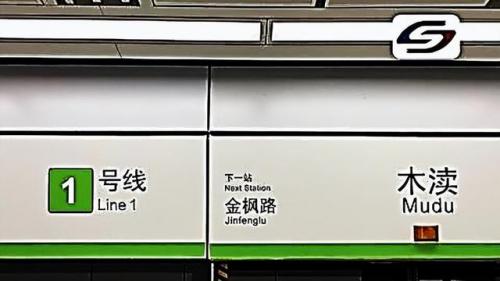 1 号线
Line 1
下一站
Next Station
金枫路
Jinfenglu
木渎
Mudu